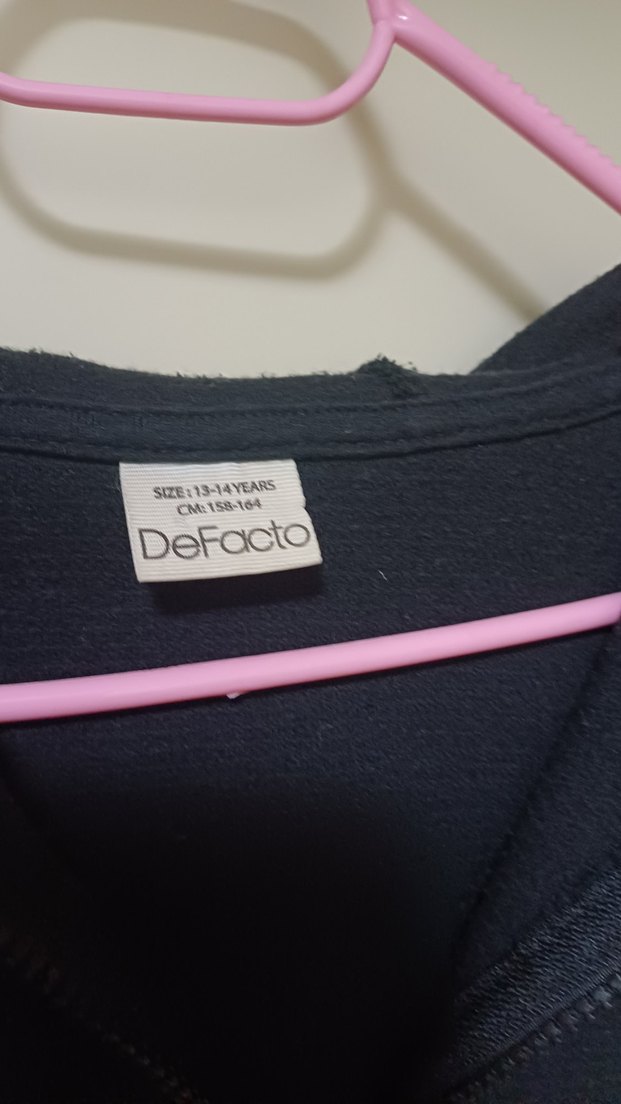 SIZE: 13-14 YEARS
CM: 158-164
DeFacto